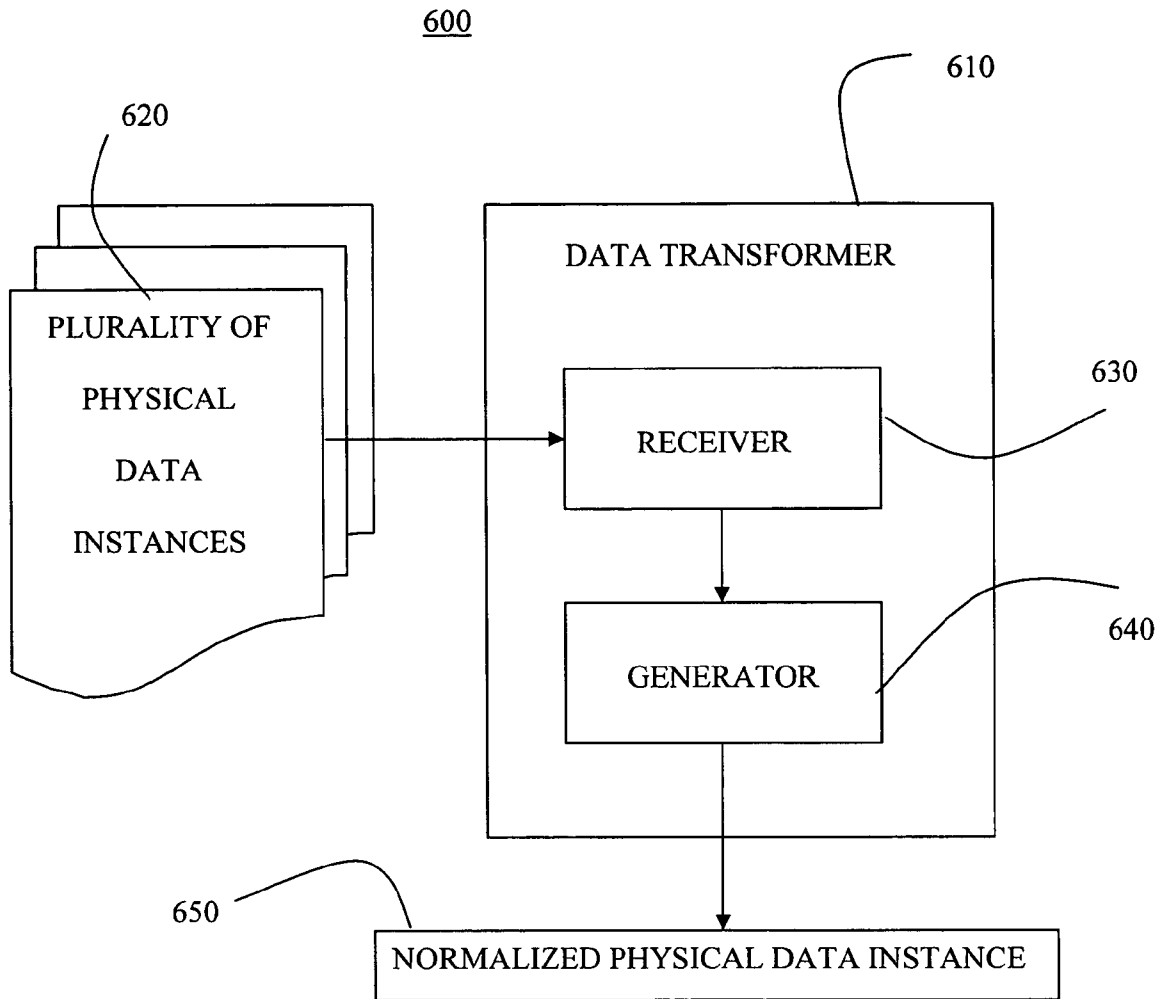 600
610
620
DATA TRANSFORMER
PLURALITY OF
PHYSICAL
DATA
INSTANCES
630
RECEIVER
640
GENERATOR
650
NORMALIZED PHYSICAL DATA INSTANCE